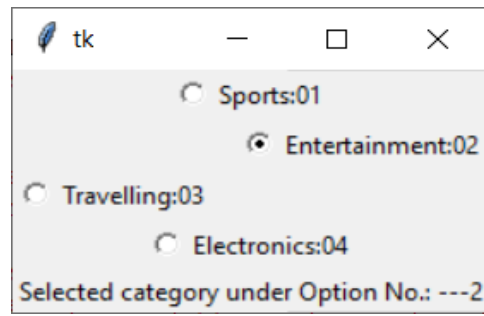 tk
Sports:01
Entertainment:02
Travelling:03
Electronics:04
Selected category under Option No.: ---2